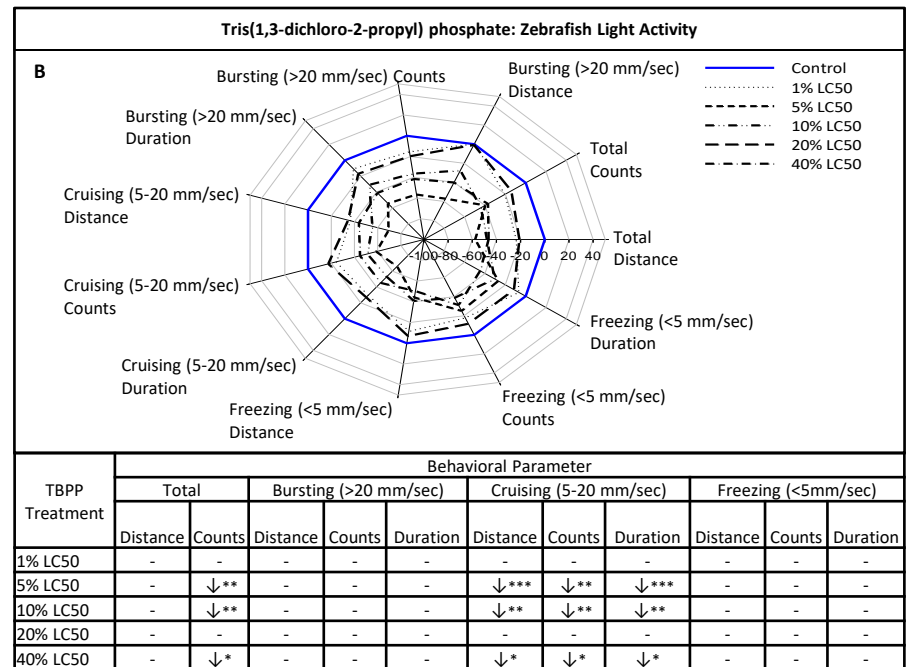 Tris(1,3-dichloro-2-propyl) phosphate: Zebrafish Light Activity
B
Bursting (>20 mm/sec) Counts
Bursting (>20 mm/sec)
Distance
Total
Counts
Total
Distance
Freezing (<5 mm/sec)
Duration
Freezing (<5 mm/sec)
Counts
Freezing (<5 mm/sec)
Distance
Cruising (5-20 mm/sec)
Duration
Cruising (5-20 mm/sec)
Counts
Cruising (5-20 mm/sec)
Distance
Bursting (>20 mm/sec)
Duration
-100 -80 -60 -40 -20 0 20 40
Control
1% LC50
5% LC50
10% LC50
20% LC50
40% LC50
TBPP Treatment
Behavioral Parameter
Total Bursting (>20 mm/sec) Cruising (5-20 mm/sec) Freezing (<5mm/sec)
Distance Counts Distance Counts Duration Distance Counts Duration Distance Counts Duration
1% LC50 - - - - - - - - - - -
5% LC50 - ↓** - - - ↓*** ↓** ↓*** - - -
10% LC50 - ↓** - - - ↓** ↓** ↓** - - -
20% LC50 - - - - - - - - - - -
40% LC50 - ↓* - - - ↓* ↓* ↓* - - -